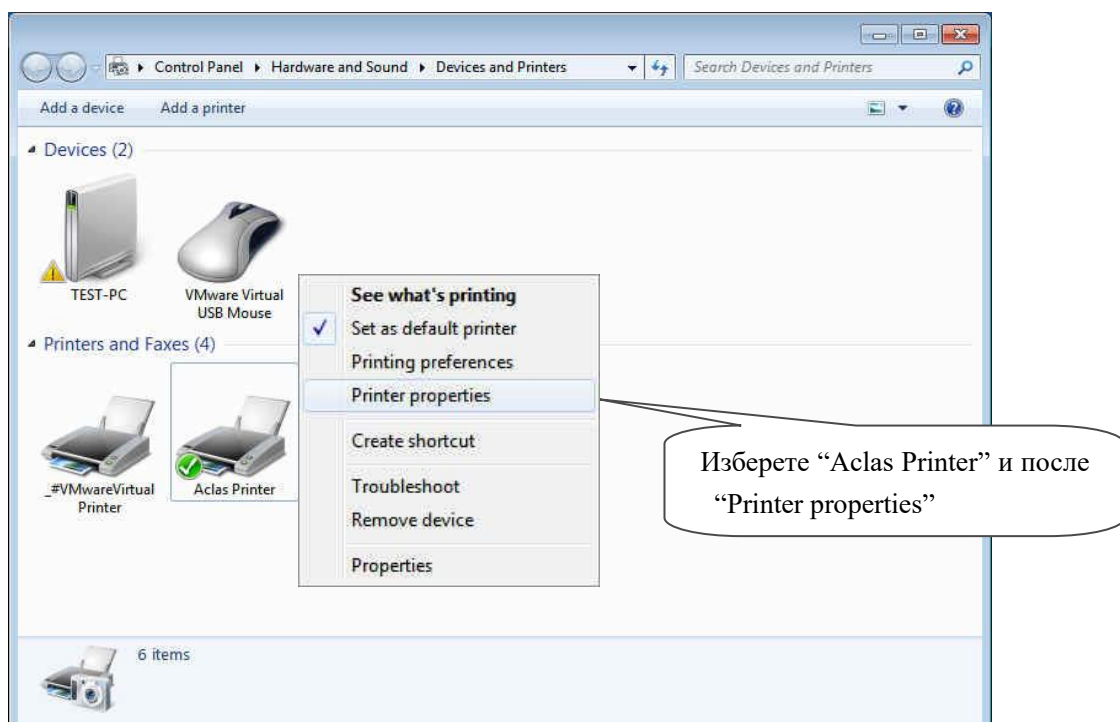 Control Panel ▸ Hardware and Sound ▸ Devices and Printers
Search Devices and Printers
Add a device Add a printer
Devices (2)
TEST-PC
VMware Virtual
USB Mouse
See what's printing
Set as default printer
Printing preferences
Printer properties
Create shortcut
Troubleshoot
Remove device
Properties
Printers and Faxes (4)
_#VMwareVirtual
Printer
Aclas Printer
Изберете “Aclas Printer” и после
“Printer properties”
6 items